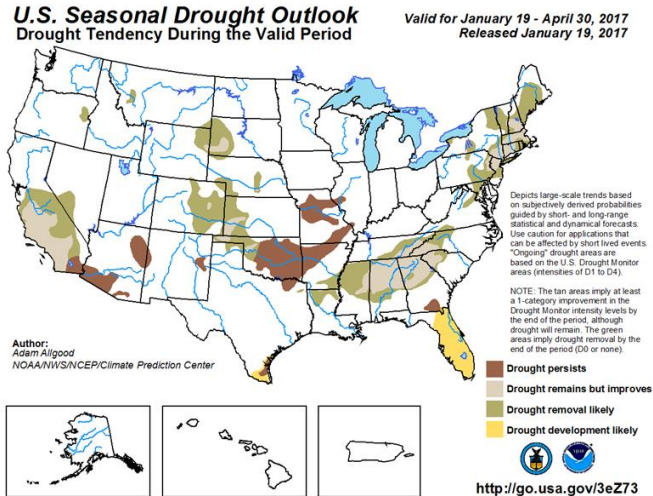 U.S. Seasonal Drought Outlook
Drought Tendency During the Valid Period
Valid for January 19 - April 30, 2017
Released January 19, 2017
Depicts large-scale trends based
on subjectively derived probabilities
guided by short- and long-range
statistical and dynamical forecasts.
Use caution for applications that
can be affected by short lived events.
"Ongoing" drought areas are
based on the U.S. Drought Monitor
areas (intensities of D1 to D4).
NOTE: The tan areas imply at least
a 1-category improvement in the
Drought Monitor intensity levels by
the end of the period, although
drought will remain. The green
areas imply drought removal by the
end of the period (D0 or none).
Author:
Adam Allgood
NOAA/NWS/NCEP/Climate Prediction Center
Drought persists
Drought remains but improves
Drought removal likely
Drought development likely
http://go.usa.gov/3eZ73